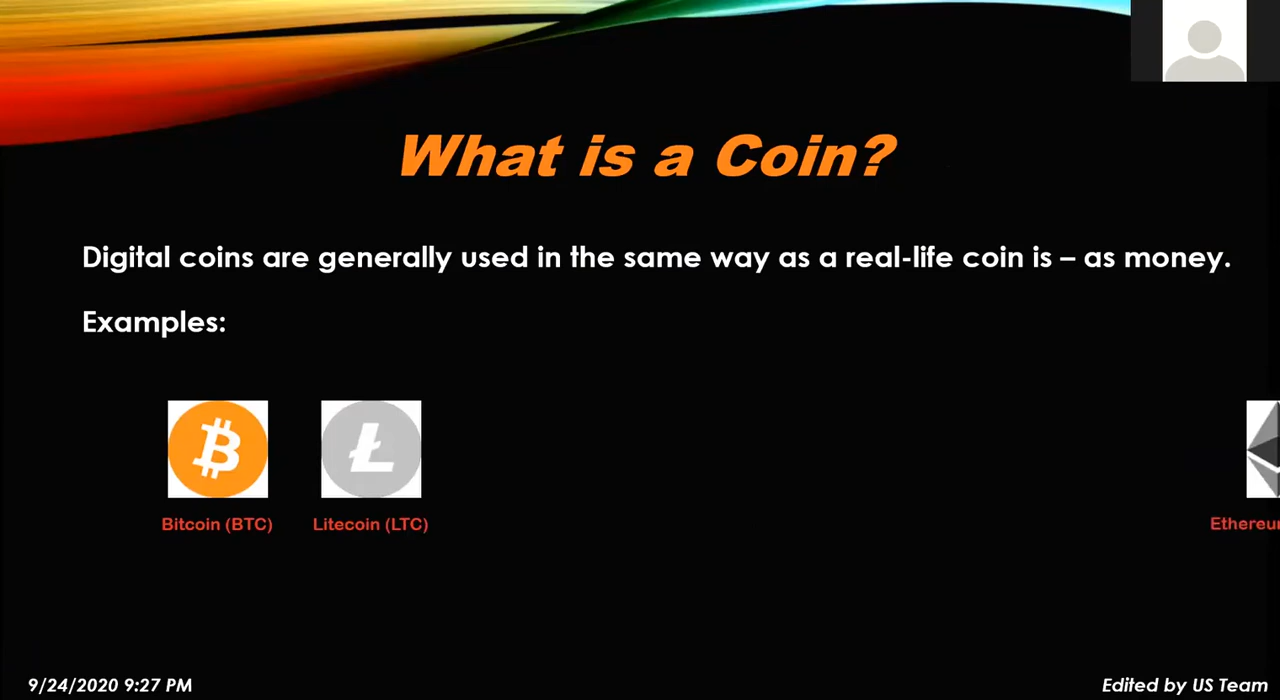 What is a Coin?
Digital coins are generally used in the same way as a real-life coin is – as money.
Examples:
Bitcoin (BTC) Litecoin (LTC)
9/24/2020 9:27 PM Edited by US Team